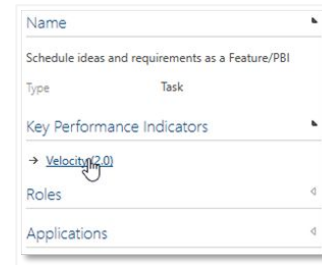 Name
Schedule ideas and requirements as a Feature/PBI
Type Task
Key Performance Indicators
→ Velocity(2.0)
Roles
Applications